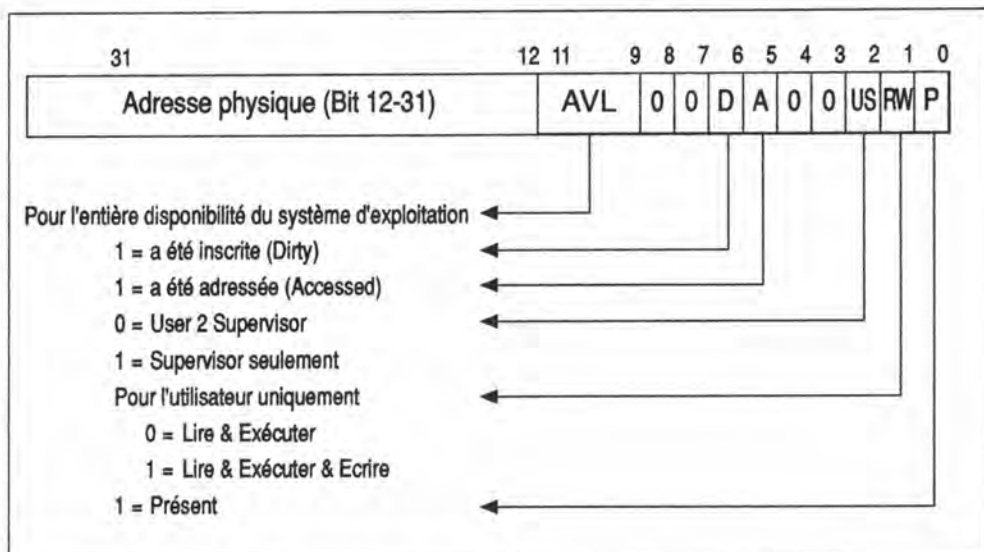 31 12 11 9 8 7 6 5 4 3 2 1 0
Adresse physique (Bit 12-31) AVL 0 0 D A 0 0 US RW P
Pour l'entière disponibilité du système d'exploitation
1 = a été inscrite (Dirty)
1 = a été adressée (Accessed)
0 = User 2 Supervisor
1 = Supervisor seulement
Pour l'utilisateur uniquement
0 = Lire & Exécuter
1 = Lire & Exécuter & Ecrire
1 = Présent